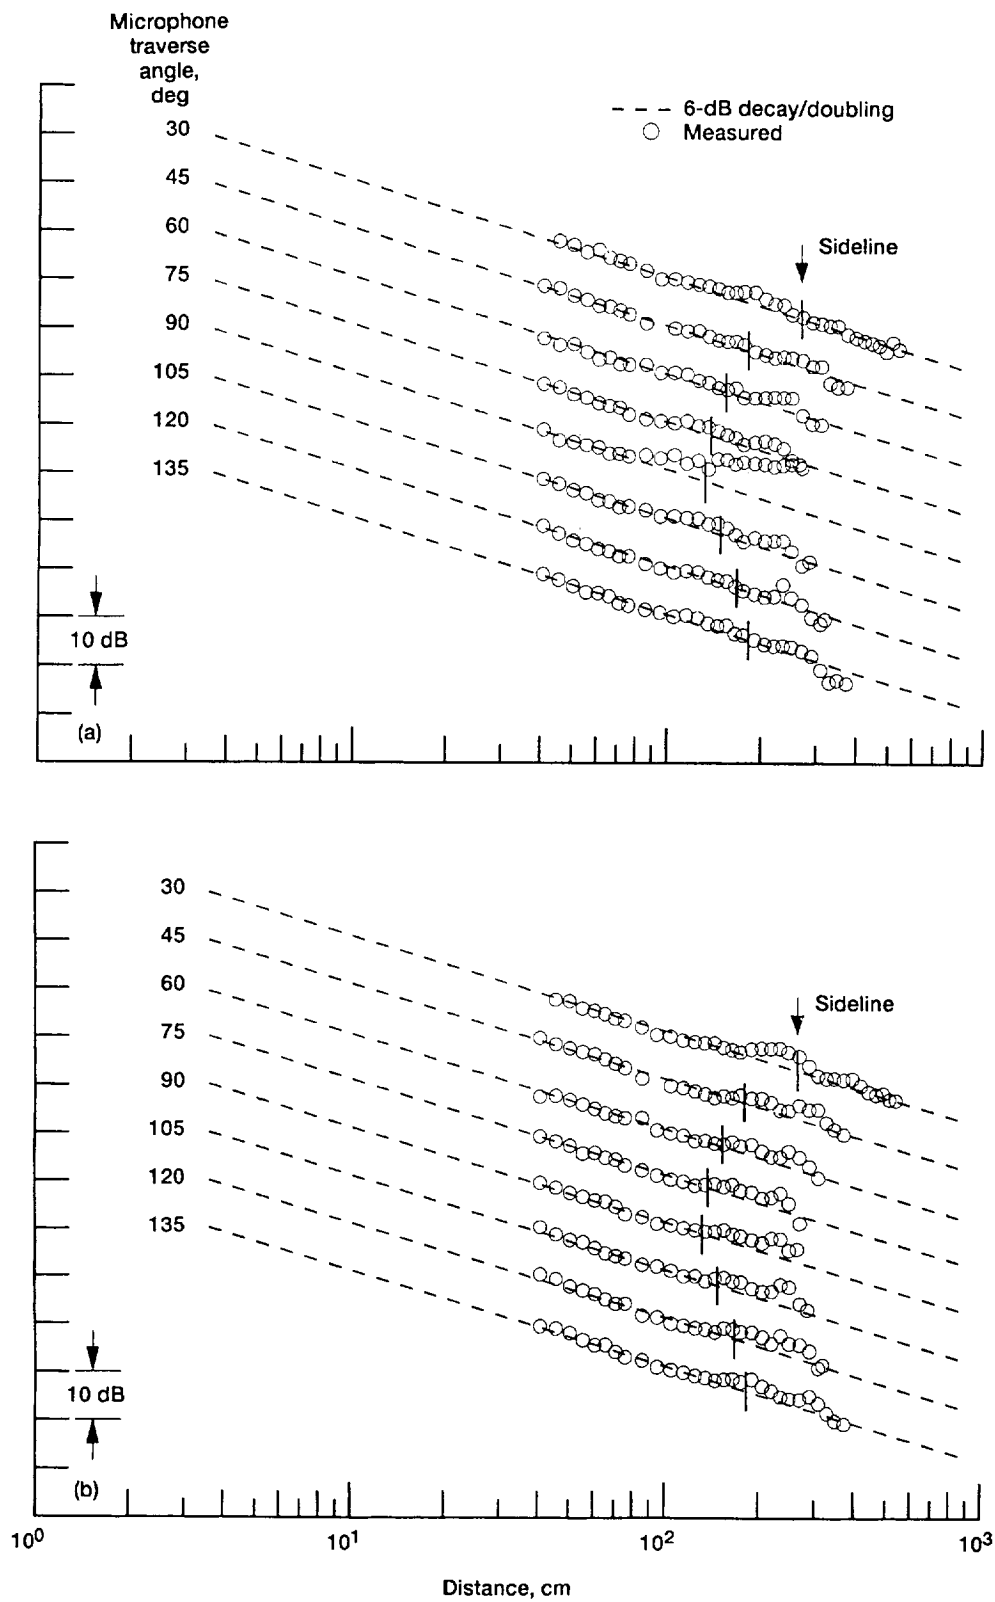 Microphone
traverse
angle,
deg
30
45
60
75
90
105
120
135
– – – 6-dB decay/doubling
○ Measured
Sideline
10 dB
(a)
30
45
60
75
90
105
120
135
Sideline
10 dB
(b)
10⁰ 10¹ 10² 10³
Distance, cm